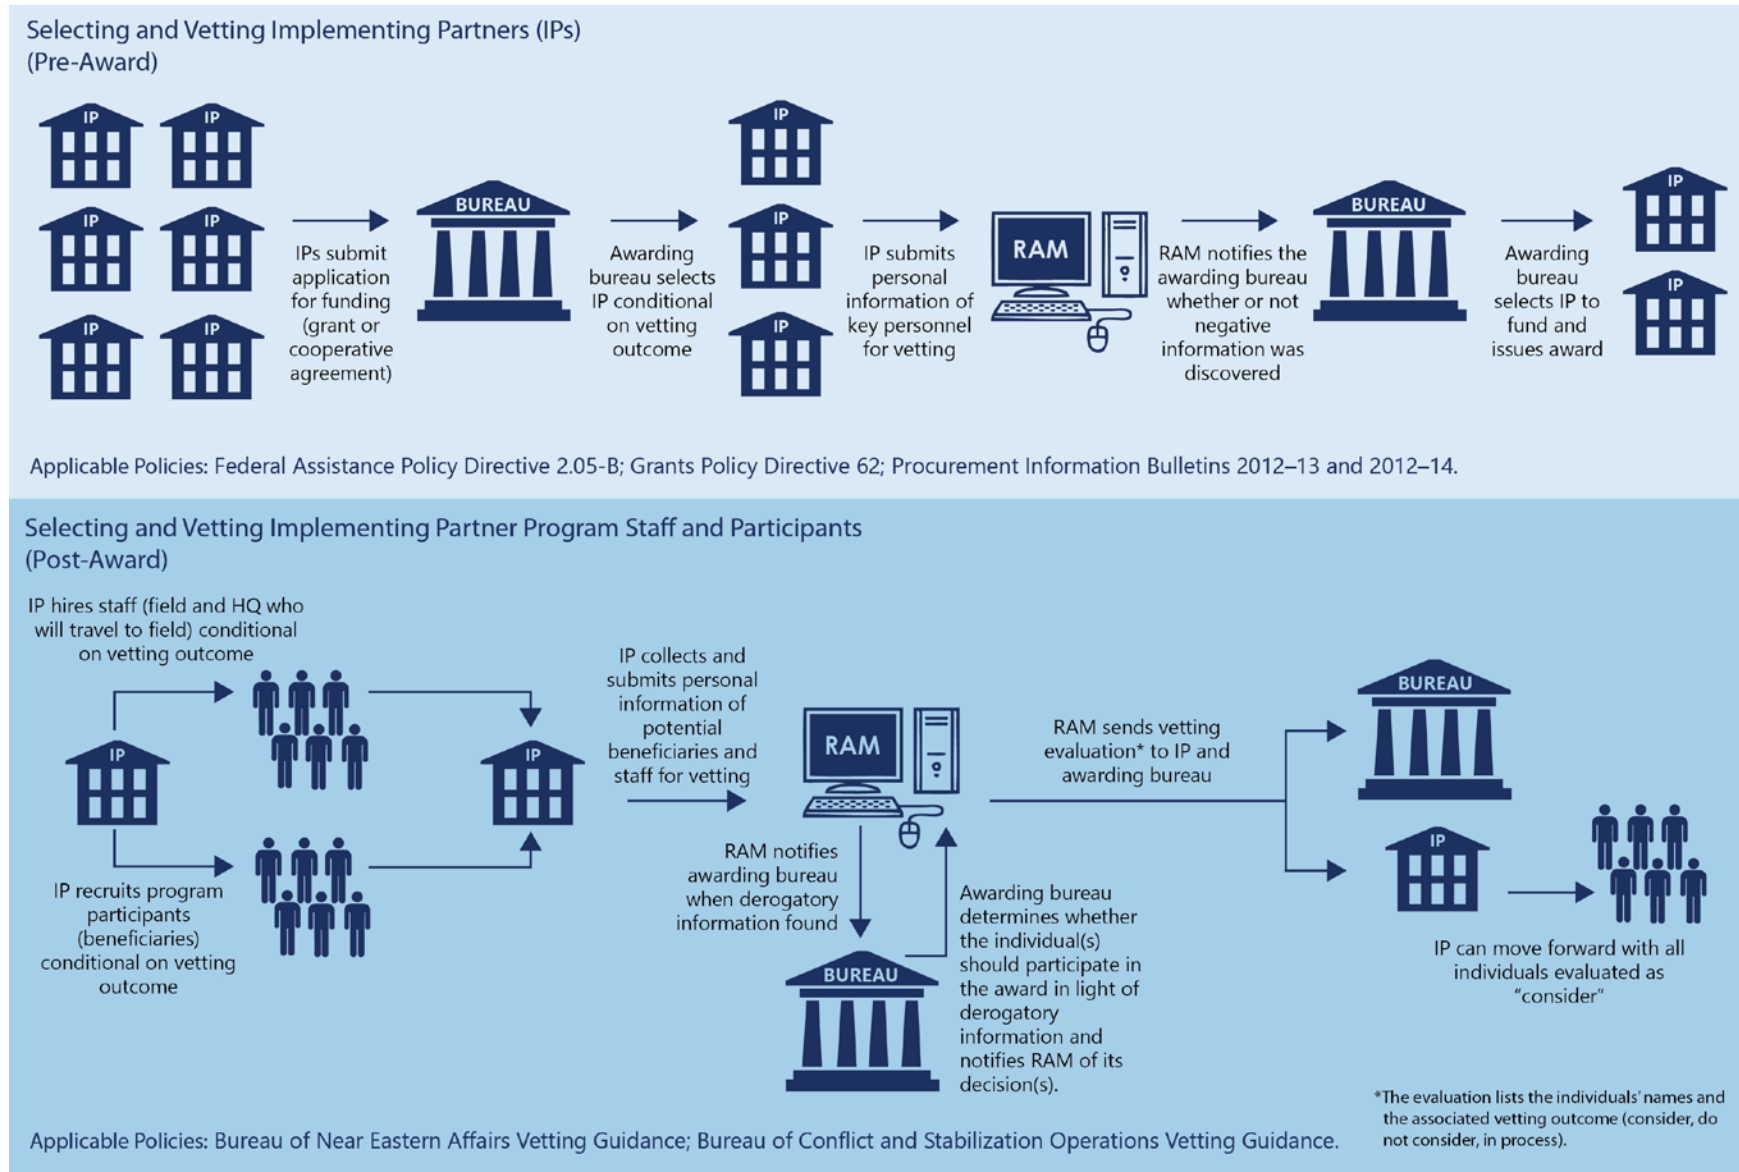 Selecting and Vetting Implementing Partners (IPs)
(Pre-Award)
IP
IP
IP
IP
IP
IP
IPs submit
application
for funding
(grant or
cooperative
agreement)
BUREAU
Awarding
bureau selects
IP conditional
on vetting
outcome
IP
IP
IP
IP submits
personal
information of
key personnel
for vetting
RAM
RAM notifies the
awarding bureau
whether or not
negative
information was
discovered
BUREAU
Awarding
bureau
selects IP to
fund and
issues award
IP
IP
Applicable Policies: Federal Assistance Policy Directive 2.05-B; Grants Policy Directive 62; Procurement Information Bulletins 2012–13 and 2012–14.
Selecting and Vetting Implementing Partner Program Staff and Participants
(Post-Award)
IP hires staff (field and HQ who
will travel to field) conditional
on vetting outcome
IP
IP recruits program
participants
(beneficiaries)
conditional on vetting
outcome
IP
IP collects and
submits personal
information of
potential
beneficiaries and
staff for vetting
RAM
RAM notifies
awarding bureau
when derogatory
information found
BUREAU
Awarding bureau
determines whether
the individual(s)
should participate in
the award in light of
derogatory
information and
notifies RAM of its
decision(s).
RAM sends vetting
evaluation* to IP and
awarding bureau
BUREAU
IP
IP can move forward with all
individuals evaluated as
“consider”
*The evaluation lists the individuals’ names and
the associated vetting outcome (consider, do
not consider, in process).
Applicable Policies: Bureau of Near Eastern Affairs Vetting Guidance; Bureau of Conflict and Stabilization Operations Vetting Guidance.